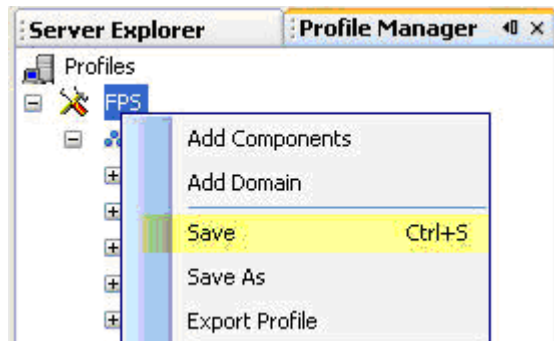 Server Explorer
Profile Manager
Profiles
FPS
Add Components
Add Domain
Save Ctrl+S
Save As
Export Profile